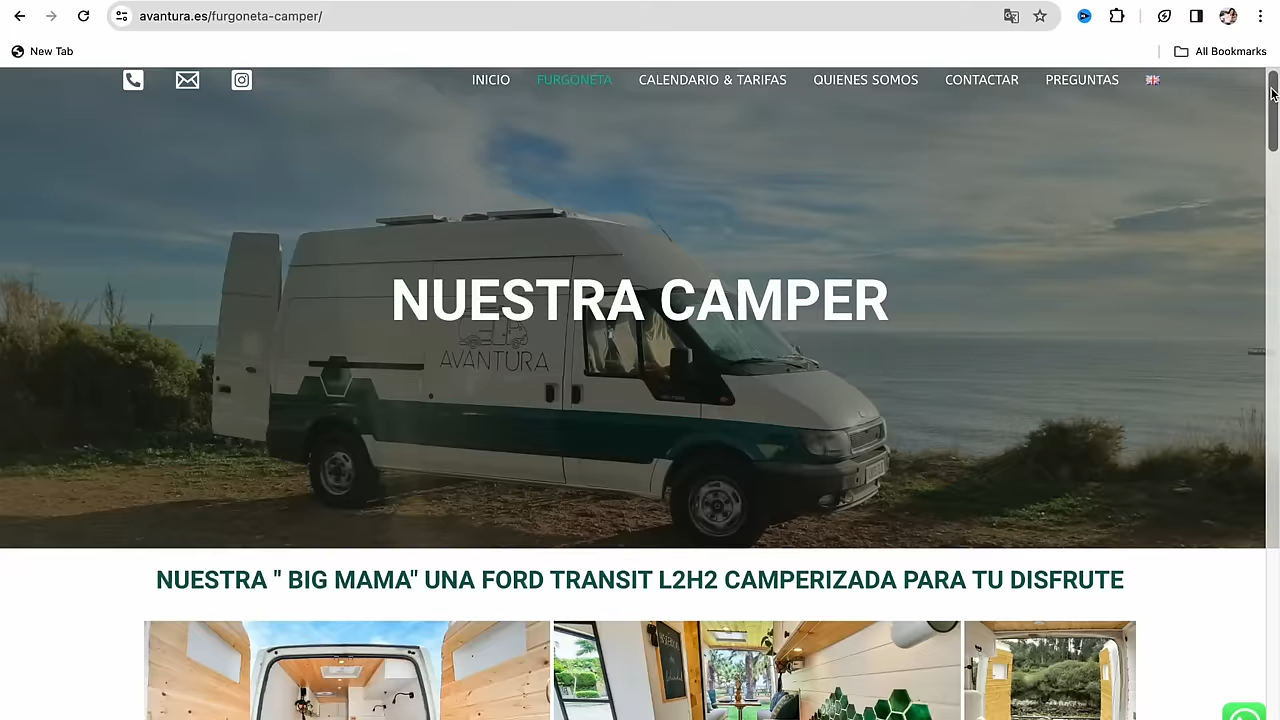 avantura.es/furgoneta-camper/
New Tab
All Bookmarks
INICIO FURGONETA CALENDARIO & TARIFAS QUIENES SOMOS CONTACTAR PREGUNTAS
NUESTRA CAMPER
AVANTURA
NUESTRA " BIG MAMA" UNA FORD TRANSIT L2H2 CAMPERIZADA PARA TU DISFRUTE